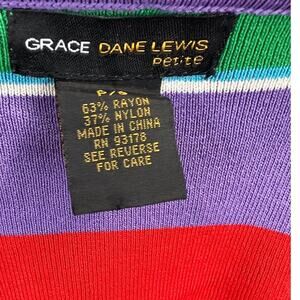 GRACE DANE LEWIS
petite
63% RAYON
37% NYLON
MADE IN CHINA
RN 93178
SEE REVERSE
FOR CARE